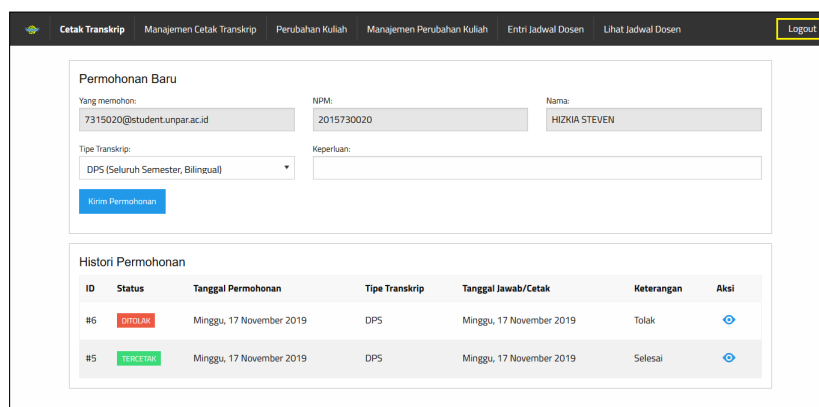 Cetak Transkrip Manajemen Cetak Transkrip Perubahan Kuliah Manajemen Perubahan Kuliah Entri Jadwal Dosen Lihat Jadwal Dosen Logout
Permohonan Baru
Yang memohon: NPM: Nama:
7315020@student.unpar.ac.id 2015730020 HIZKIA STEVEN
Tipe Transkrip: Keperluan:
DPS (Seluruh Semester, Bilingual)
Kirim Permohonan
Histori Permohonan
ID Status Tanggal Permohonan Tipe Transkrip Tanggal Jawab/Cetak Keterangan Aksi
#6 DITOLAK Minggu, 17 November 2019 DPS Minggu, 17 November 2019 Tolak
#5 TERCETAK Minggu, 17 November 2019 DPS Minggu, 17 November 2019 Selesai